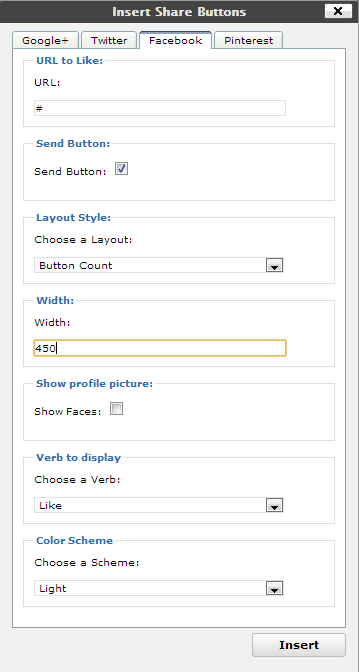 Insert Share Buttons
Google+ Twitter Facebook Pinterest
URL to Like:
URL:
#
Send Button:
Send Button:
Layout Style:
Choose a Layout:
Button Count
Width:
Width:
450
Show profile picture:
Show Faces:
Verb to display
Choose a Verb:
Like
Color Scheme
Choose a Scheme:
Light
Insert